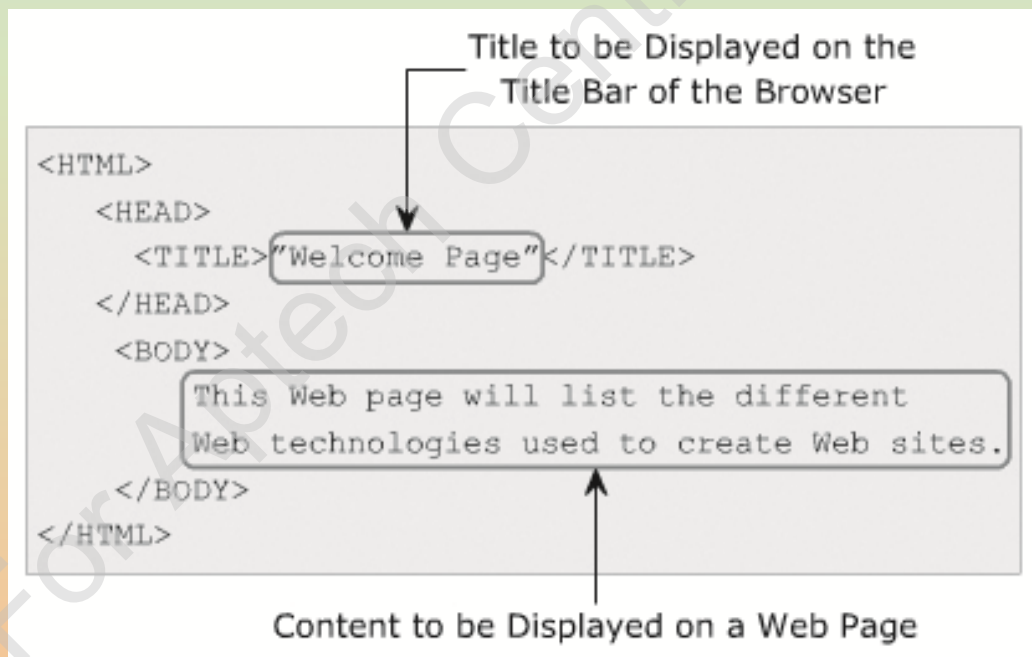 Title to be Displayed on the
Title Bar of the Browser
<HTML>
<HEAD>
<TITLE>"Welcome Page"</TITLE>
</HEAD>
<BODY>
This Web page will list the different
Web technologies used to create Web sites.
</BODY>
</HTML>
Content to be Displayed on a Web Page
For Aptech